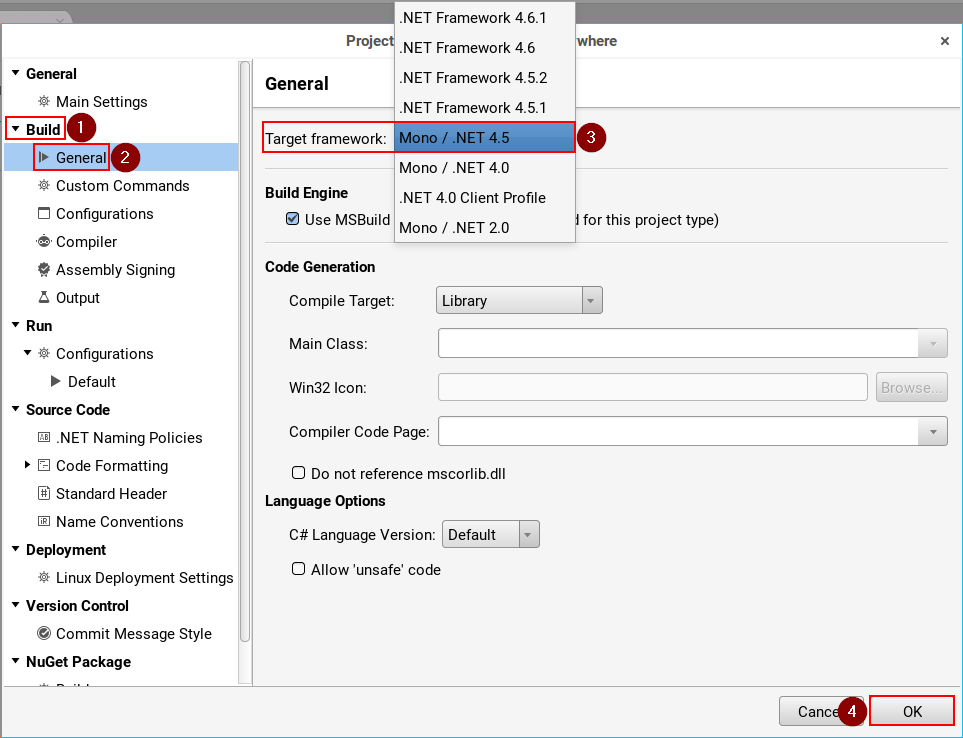 .NET Framework 4.6.1
.NET Framework 4.6
.NET Framework 4.5.2
.NET Framework 4.5.1
Mono / .NET 4.5
Mono / .NET 4.0
.NET 4.0 Client Profile
Mono / .NET 2.0
Project
where
General
Main Settings
Build 1
General 2
Custom Commands
Configurations
Compiler
Assembly Signing
Output
Run
Configurations
Default
Source Code
.NET Naming Policies
Code Formatting
Standard Header
Name Conventions
Deployment
Linux Deployment Settings
Version Control
Commit Message Style
NuGet Package
General
Target framework:
3
Build Engine
Use MSBuild
for this project type)
Code Generation
Compile Target: Library
Main Class:
Win32 Icon: Browse...
Compiler Code Page:
Do not reference mscorlib.dll
Language Options
C# Language Version: Default
Allow 'unsafe' code
Cance 4 OK